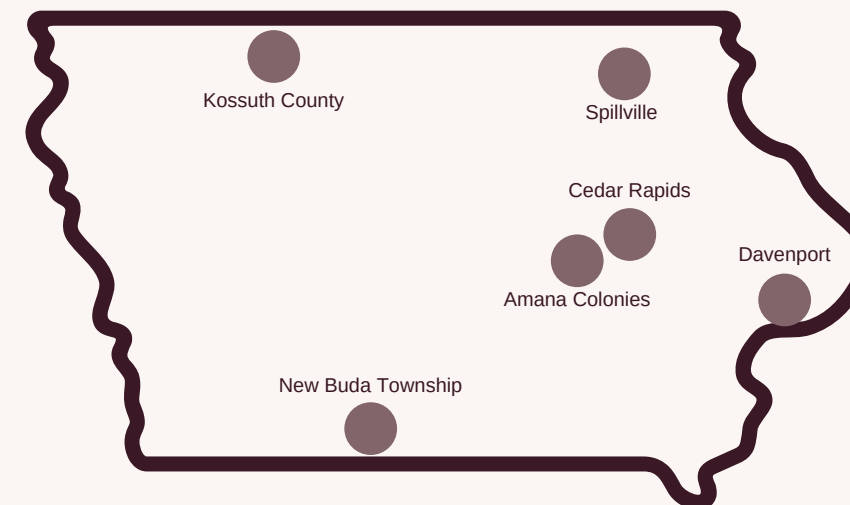 Kossuth County
Spillville
Cedar Rapids
Davenport
Amana Colonies
New Buda Township